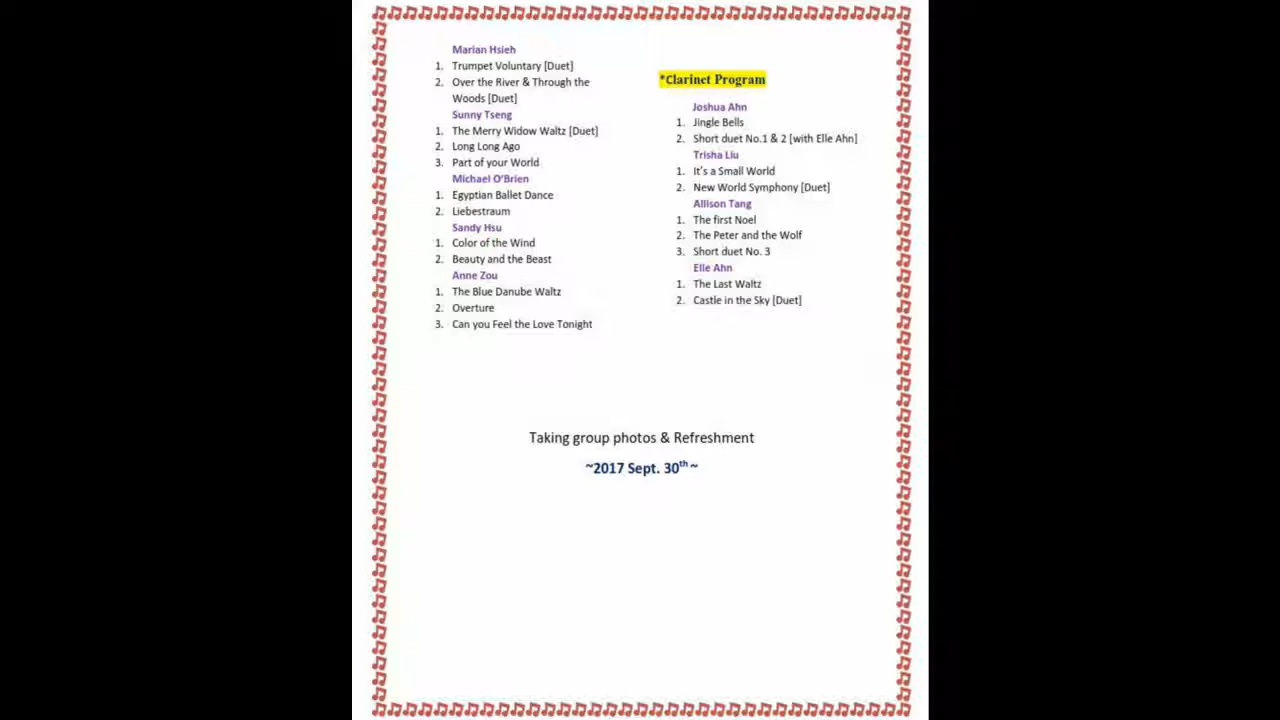 Marian Hsieh
1. Trumpet Voluntary [Duet]
2. Over the River & Through the
Woods [Duet]
Sunny Tseng
1. The Merry Widow Waltz [Duet]
2. Long Long Ago
3. Part of your World
Michael O'Brien
1. Egyptian Ballet Dance
2. Liebestraum
Sandy Hsu
1. Color of the Wind
2. Beauty and the Beast
Anne Zou
1. The Blue Danube Waltz
2. Overture
3. Can you Feel the Love Tonight
*Clarinet Program
Joshua Ahn
1. Jingle Bells
2. Short duet No.1 & 2 [with Elle Ahn]
Trisha Liu
1. It's a Small World
2. New World Symphony [Duet]
Allison Tang
1. The first Noel
2. The Peter and the Wolf
3. Short duet No. 3
Elle Ahn
1. The Last Waltz
2. Castle in the Sky [Duet]
Taking group photos & Refreshment
~2017 Sept. 30th ~